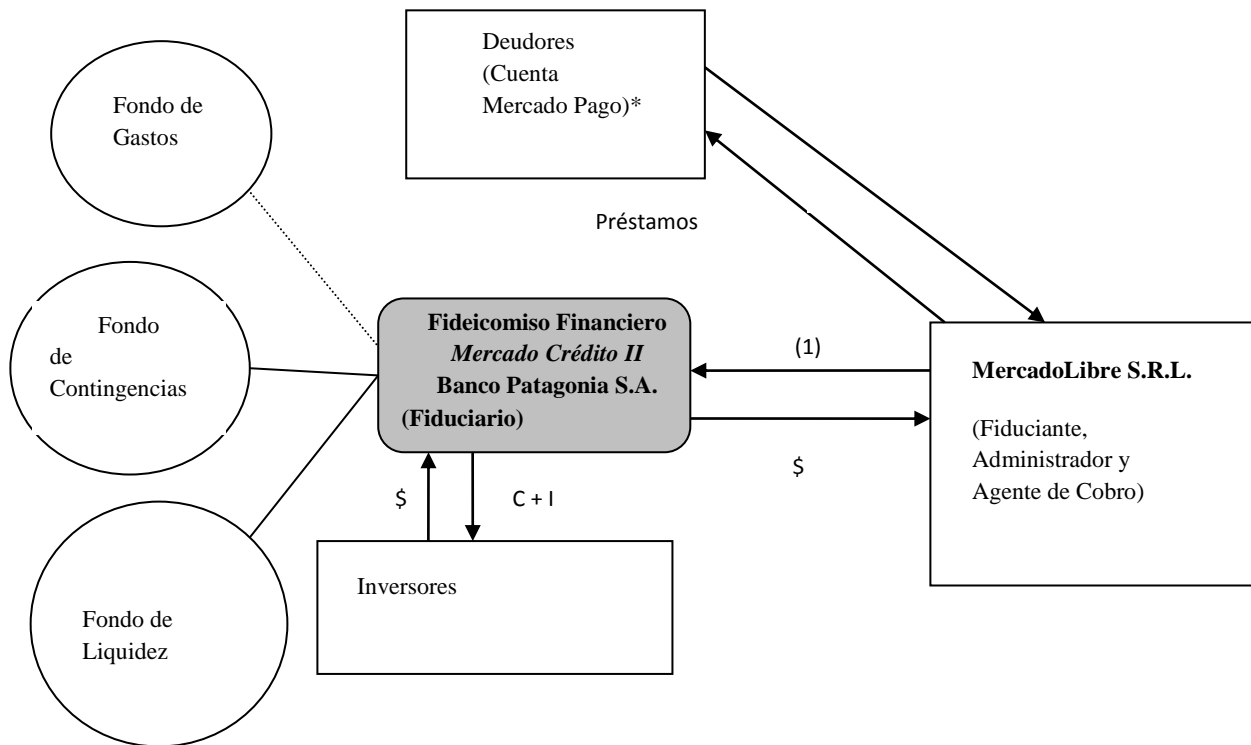 Deudores
(Cuenta
Mercado Pago)*
Fondo de
Gastos
Préstamos
Fondo
de
Contingencias
Fideicomiso Financiero
Mercado Crédito II
Banco Patagonia S.A.
(Fiduciario)
(1)
$
MercadoLibre S.R.L.
(Fiduciante,
Administrador y
Agente de Cobro)
$
C + I
Inversores
Fondo de
Liquidez